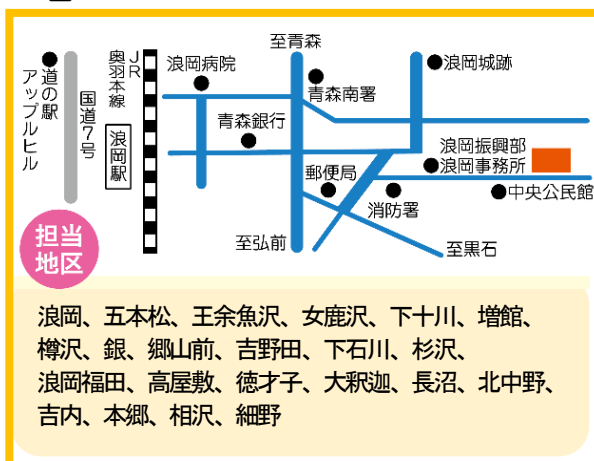 至青森
道の駅
アップルヒル
国道7号
JR
奥羽本線
浪岡駅
浪岡病院
青森南署
浪岡城跡
青森銀行
浪岡振興部
浪岡事務所
郵便局
消防署
中央公民館
至弘前
至黒石
担当
地区
浪岡、五本松、王余魚沢、女鹿沢、下十川、増館、
樽沢、銀、郷山前、吉野田、下石川、杉沢、
浪岡福田、高屋敷、徳才子、大釈迦、長沼、北中野、
吉内、本郷、相沢、細野